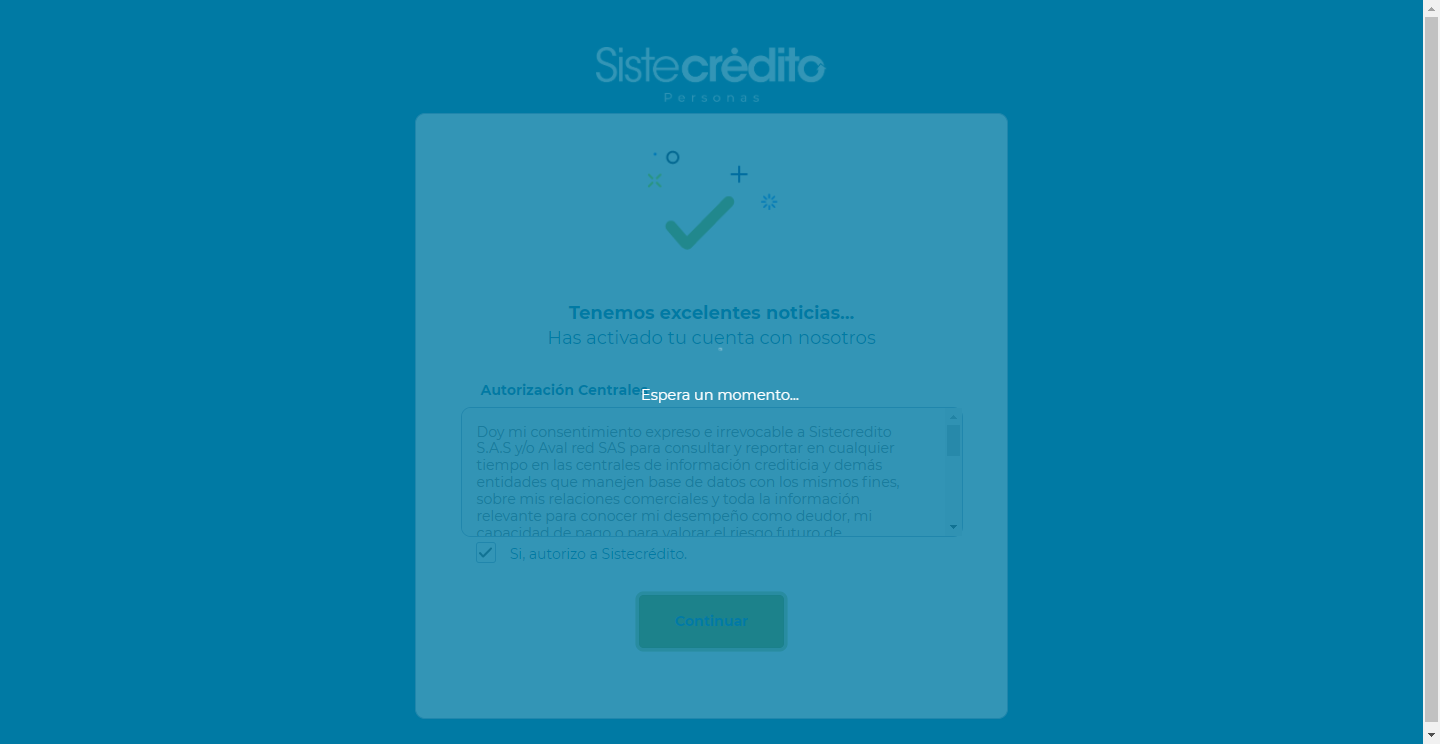 Sistecrédito
Personas
Tenemos excelentes noticias...
Has activado tu cuenta con nosotros
Autorización Centrales
Espera un momento...
Doy mi consentimiento expreso e irrevocable a Sistecredito
S.A.S y/o Aval red SAS para consultar y reportar en cualquier
tiempo en las centrales de información crediticia y demás
entidades que manejen base de datos con los mismos fines,
sobre mis relaciones comerciales y toda la información
relevante para conocer mi desempeño como deudor, mi
capacidad de pago o para valorar el riesgo futuro de
Si, autorizo a Sistecrédito.
Continuar